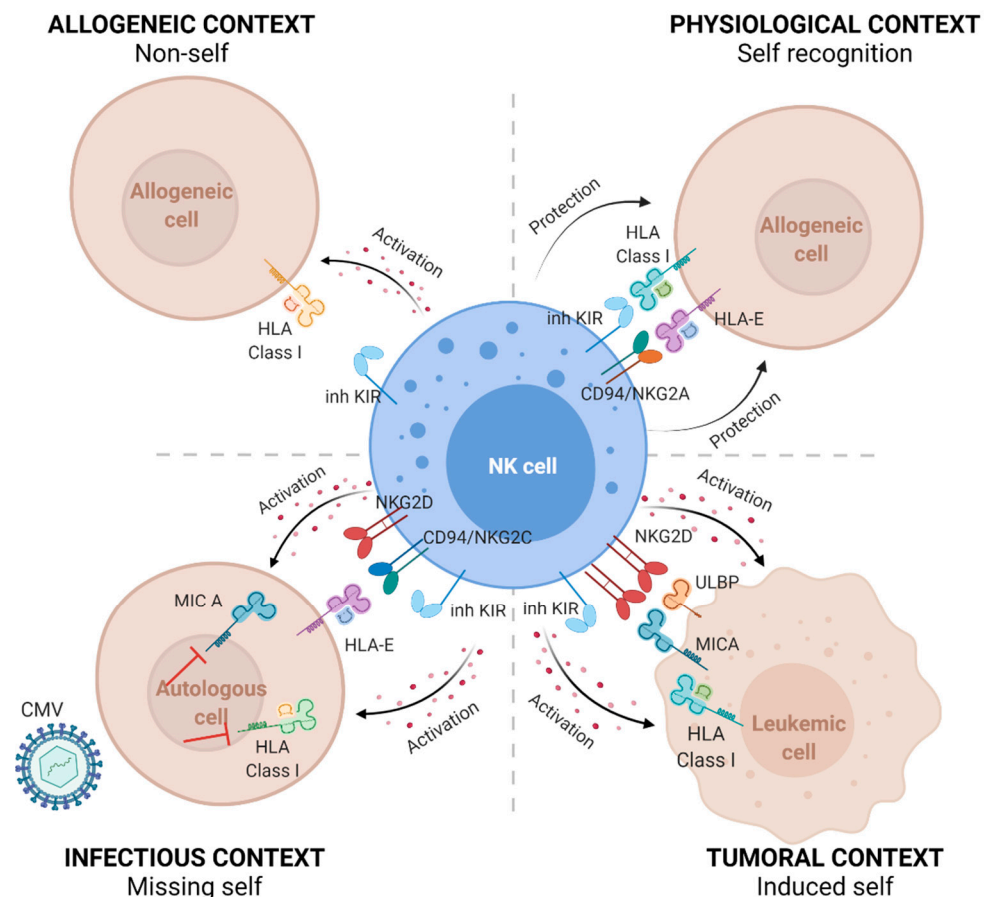 ALLOGENEIC CONTEXT
Non-self
Allogeneic
cell
Activation
HLA
Class I
inh KIR
PHYSIOLOGICAL CONTEXT
Self recognition
Protection
HLA
Class I
Allogeneic
cell
inh KIR
HLA-E
CD94/NKG2A
Protection
NK cell
Activation
NKG2D
CD94/NKG2C
MIC A
inh KIR
HLA-E
Autologous
cell
CMV
HLA
Class I
Activation
INFECTIOUS CONTEXT
Missing self
Activation
NKG2D
ULBP
inh KIR
MICA
HLA
Class I
Leukemic
cell
Activation
TUMORAL CONTEXT
Induced self